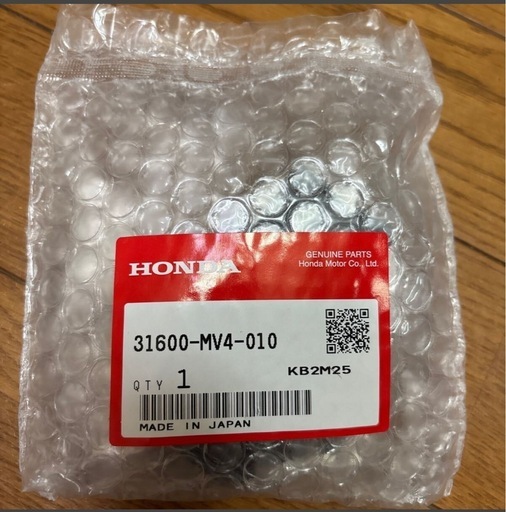 HONDA
GENUINE PARTS
Honda Motor Co., Ltd.
31600-MV4-010
QTY 1
KB2M25
MADE IN JAPAN